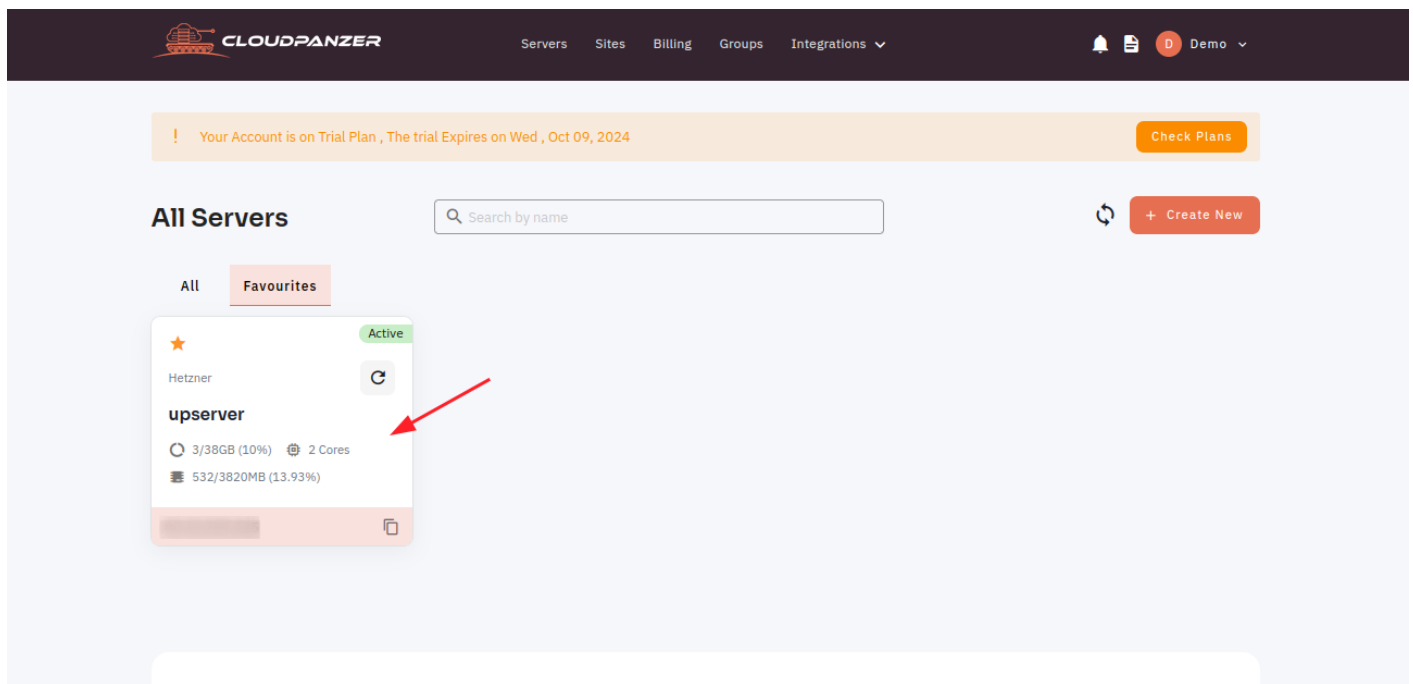 CLOUDPANZER
Servers Sites Billing Groups Integrations
D Demo
! Your Account is on Trial Plan , The trial Expires on Wed , Oct 09, 2024
Check Plans
All Servers
Search by name
+ Create New
All Favourites
Active
Hetzner
upserver
3/38GB (10%) 2 Cores
532/3820MB (13.93%)